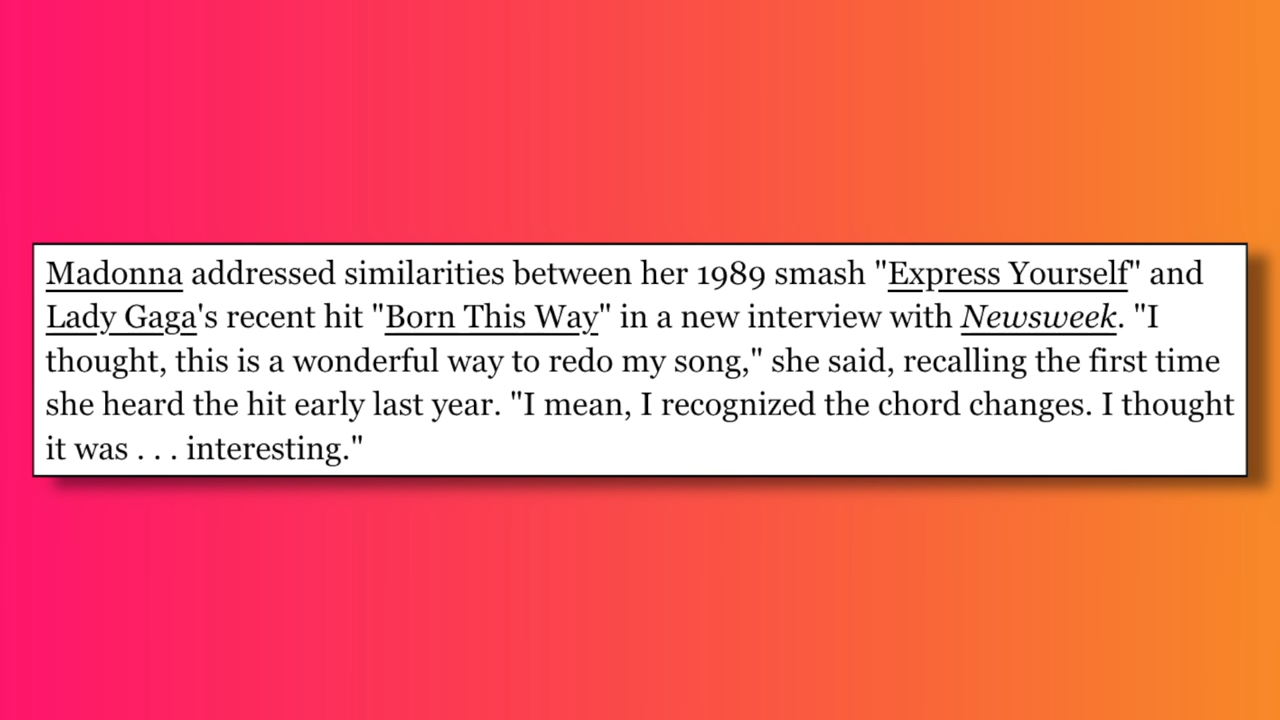 Madonna addressed similarities between her 1989 smash "Express Yourself" and
Lady Gaga's recent hit "Born This Way" in a new interview with Newsweek. "I
thought, this is a wonderful way to redo my song," she said, recalling the first time
she heard the hit early last year. "I mean, I recognized the chord changes. I thought
it was . . . interesting."